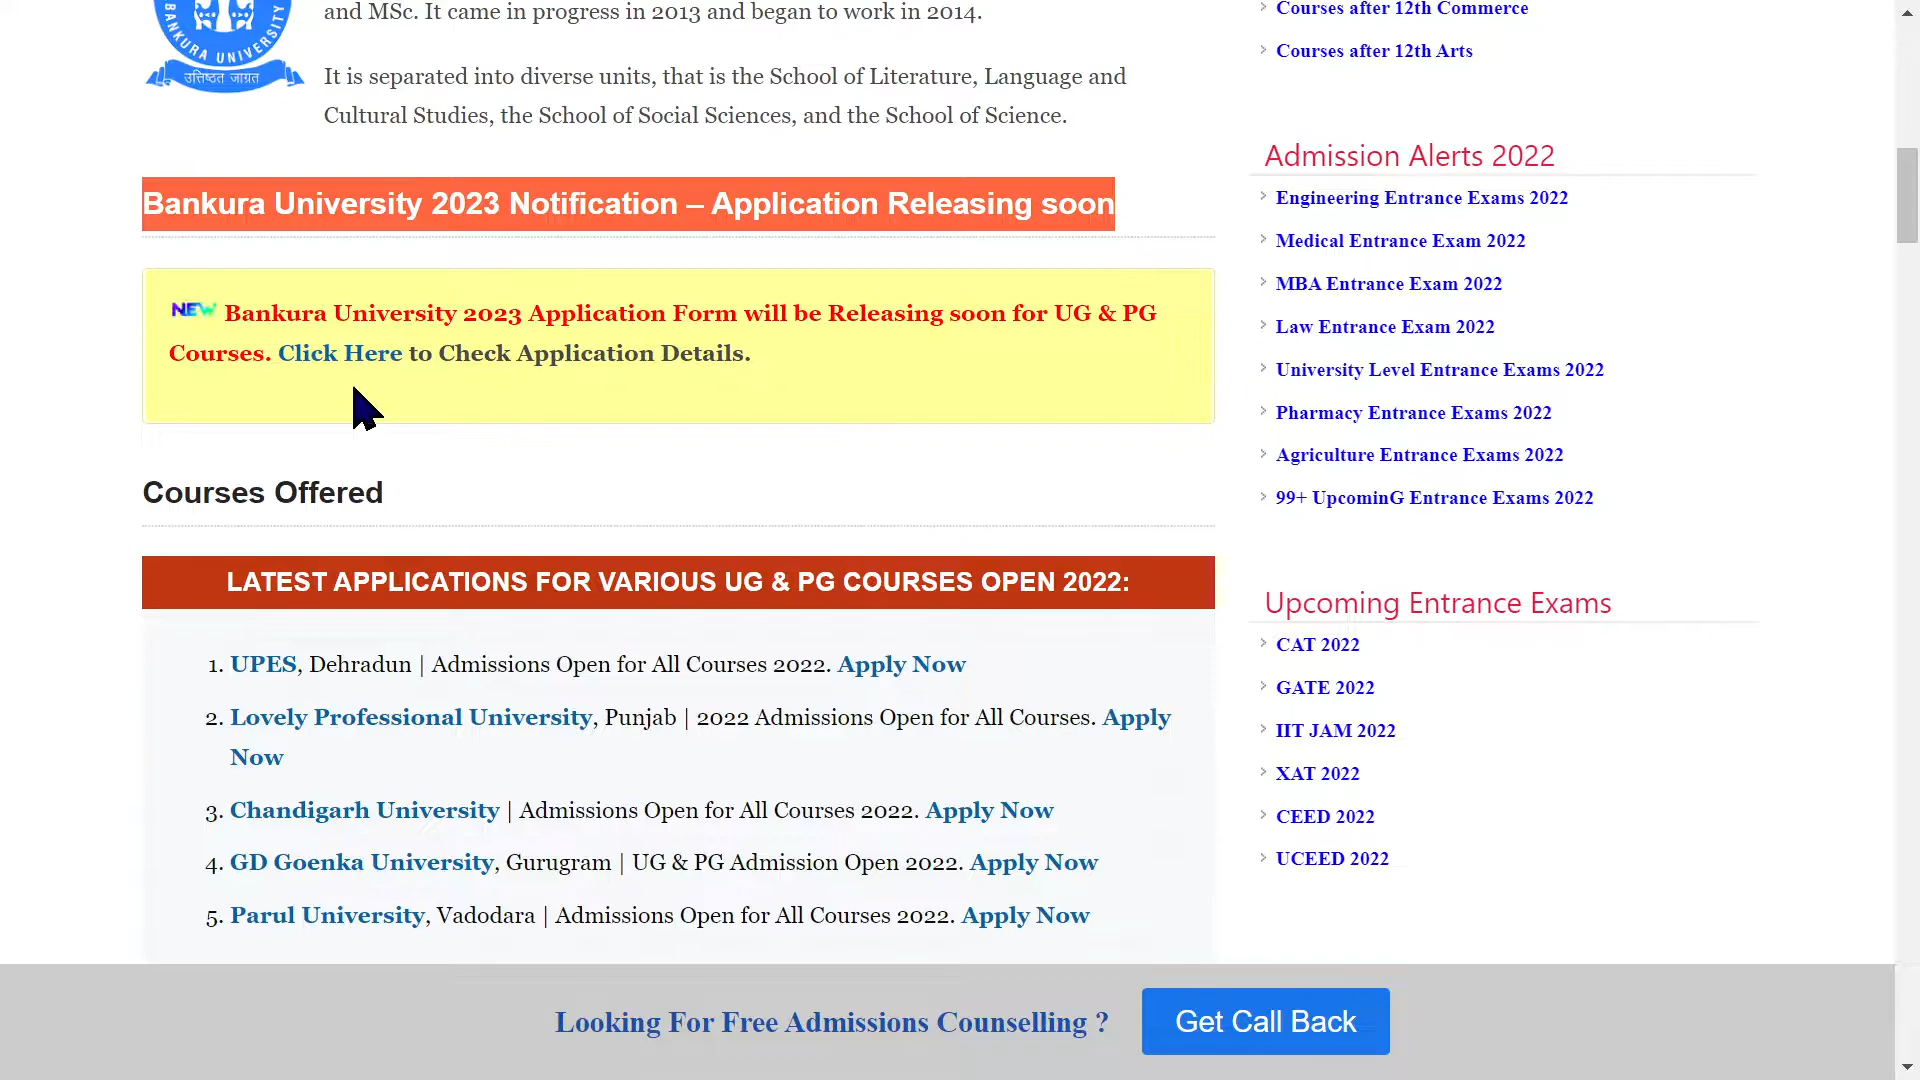 and MSc. It came in progress in 2013 and began to work in 2014.
BANKURA UNIVERSITY
उत्तिष्ठत जाग्रत
It is separated into diverse units, that is the School of Literature, Language and
Cultural Studies, the School of Social Sciences, and the School of Science.
Bankura University 2023 Notification – Application Releasing soon
NEW Bankura University 2023 Application Form will be Releasing soon for UG & PG
Courses. Click Here to Check Application Details.
Courses Offered
LATEST APPLICATIONS FOR VARIOUS UG & PG COURSES OPEN 2022:
1. UPES, Dehradun | Admissions Open for All Courses 2022. Apply Now
2. Lovely Professional University, Punjab | 2022 Admissions Open for All Courses. Apply
Now
3. Chandigarh University | Admissions Open for All Courses 2022. Apply Now
4. GD Goenka University, Gurugram | UG & PG Admission Open 2022. Apply Now
5. Parul University, Vadodara | Admissions Open for All Courses 2022. Apply Now
Courses after 12th Commerce
Courses after 12th Arts
Admission Alerts 2022
Engineering Entrance Exams 2022
Medical Entrance Exam 2022
MBA Entrance Exam 2022
Law Entrance Exam 2022
University Level Entrance Exams 2022
Pharmacy Entrance Exams 2022
Agriculture Entrance Exams 2022
99+ UpcominG Entrance Exams 2022
Upcoming Entrance Exams
CAT 2022
GATE 2022
IIT JAM 2022
XAT 2022
CEED 2022
UCEED 2022
Looking For Free Admissions Counselling ?
Get Call Back